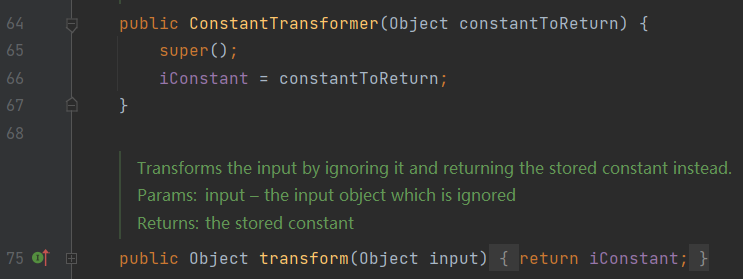 64 public ConstantTransformer(Object constantToReturn) {
65 super();
66 iConstant = constantToReturn;
67 }
68
Transforms the input by ignoring it and returning the stored constant instead.
Params: input – the input object which is ignored
Returns: the stored constant
75 public Object transform(Object input) { return iConstant; }